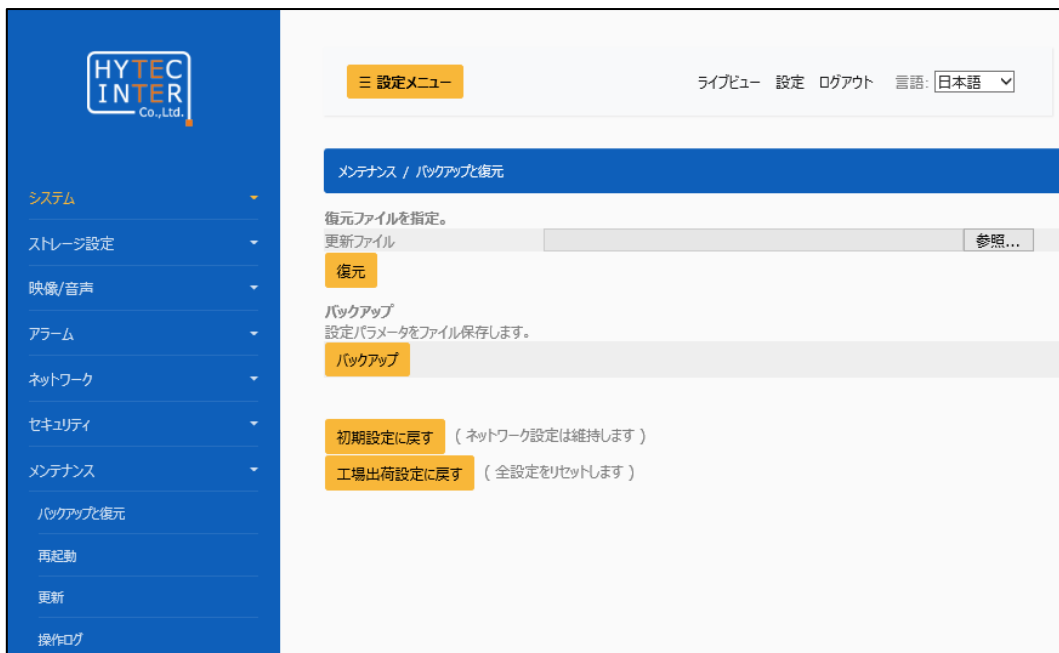 HYTEC
INTER
Co.,Ltd.
システム
ストレージ設定
映像/音声
アラーム
ネットワーク
セキュリティ
メンテナンス
バックアップと復元
再起動
更新
操作ログ
☰ 設定メニュー
ライブビュー 設定 ログアウト 言語: 日本語
メンテナンス / バックアップと復元
復元ファイルを指定。
更新ファイル 参照...
復元
バックアップ
設定パラメータをファイル保存します。
バックアップ
初期設定に戻す ( ネットワーク設定は維持します )
工場出荷設定に戻す ( 全設定をリセットします )